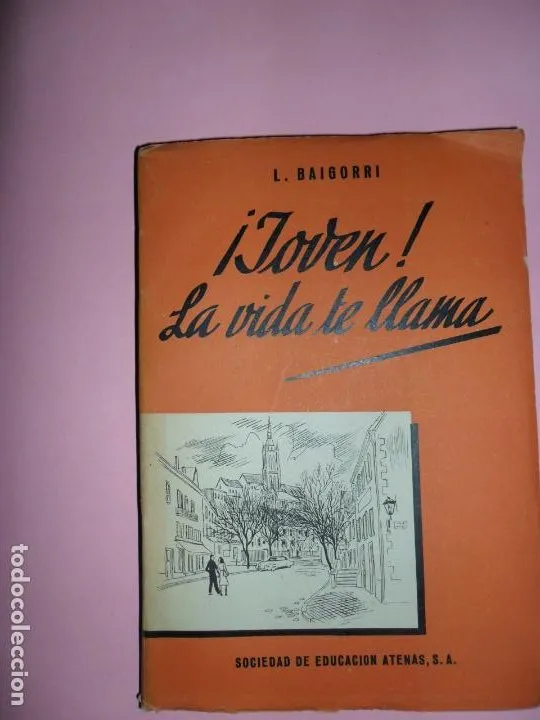 L. BAIGORRI
¡Joven!
La vida te llama
SOCIEDAD DE EDUCACION ATENAS, S.A.
todocoleccion